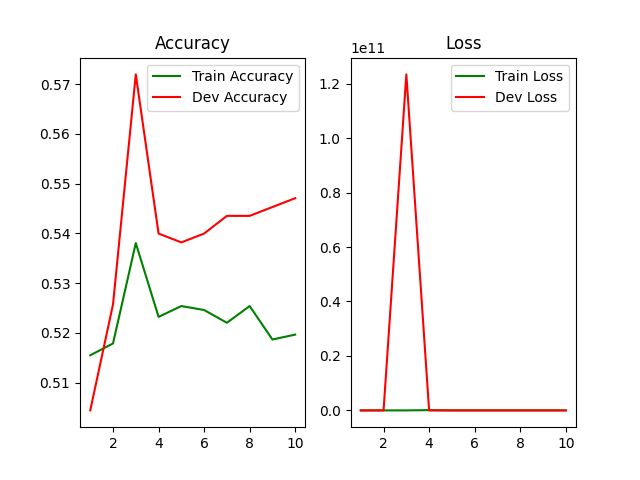 Accuracy
Train Accuracy
Dev Accuracy
0.57
0.56
0.55
0.54
0.53
0.52
0.51
2 4 6 8 10
Loss
1e11
Train Loss
Dev Loss
1.2
1.0
0.8
0.6
0.4
0.2
0.0
2 4 6 8 10